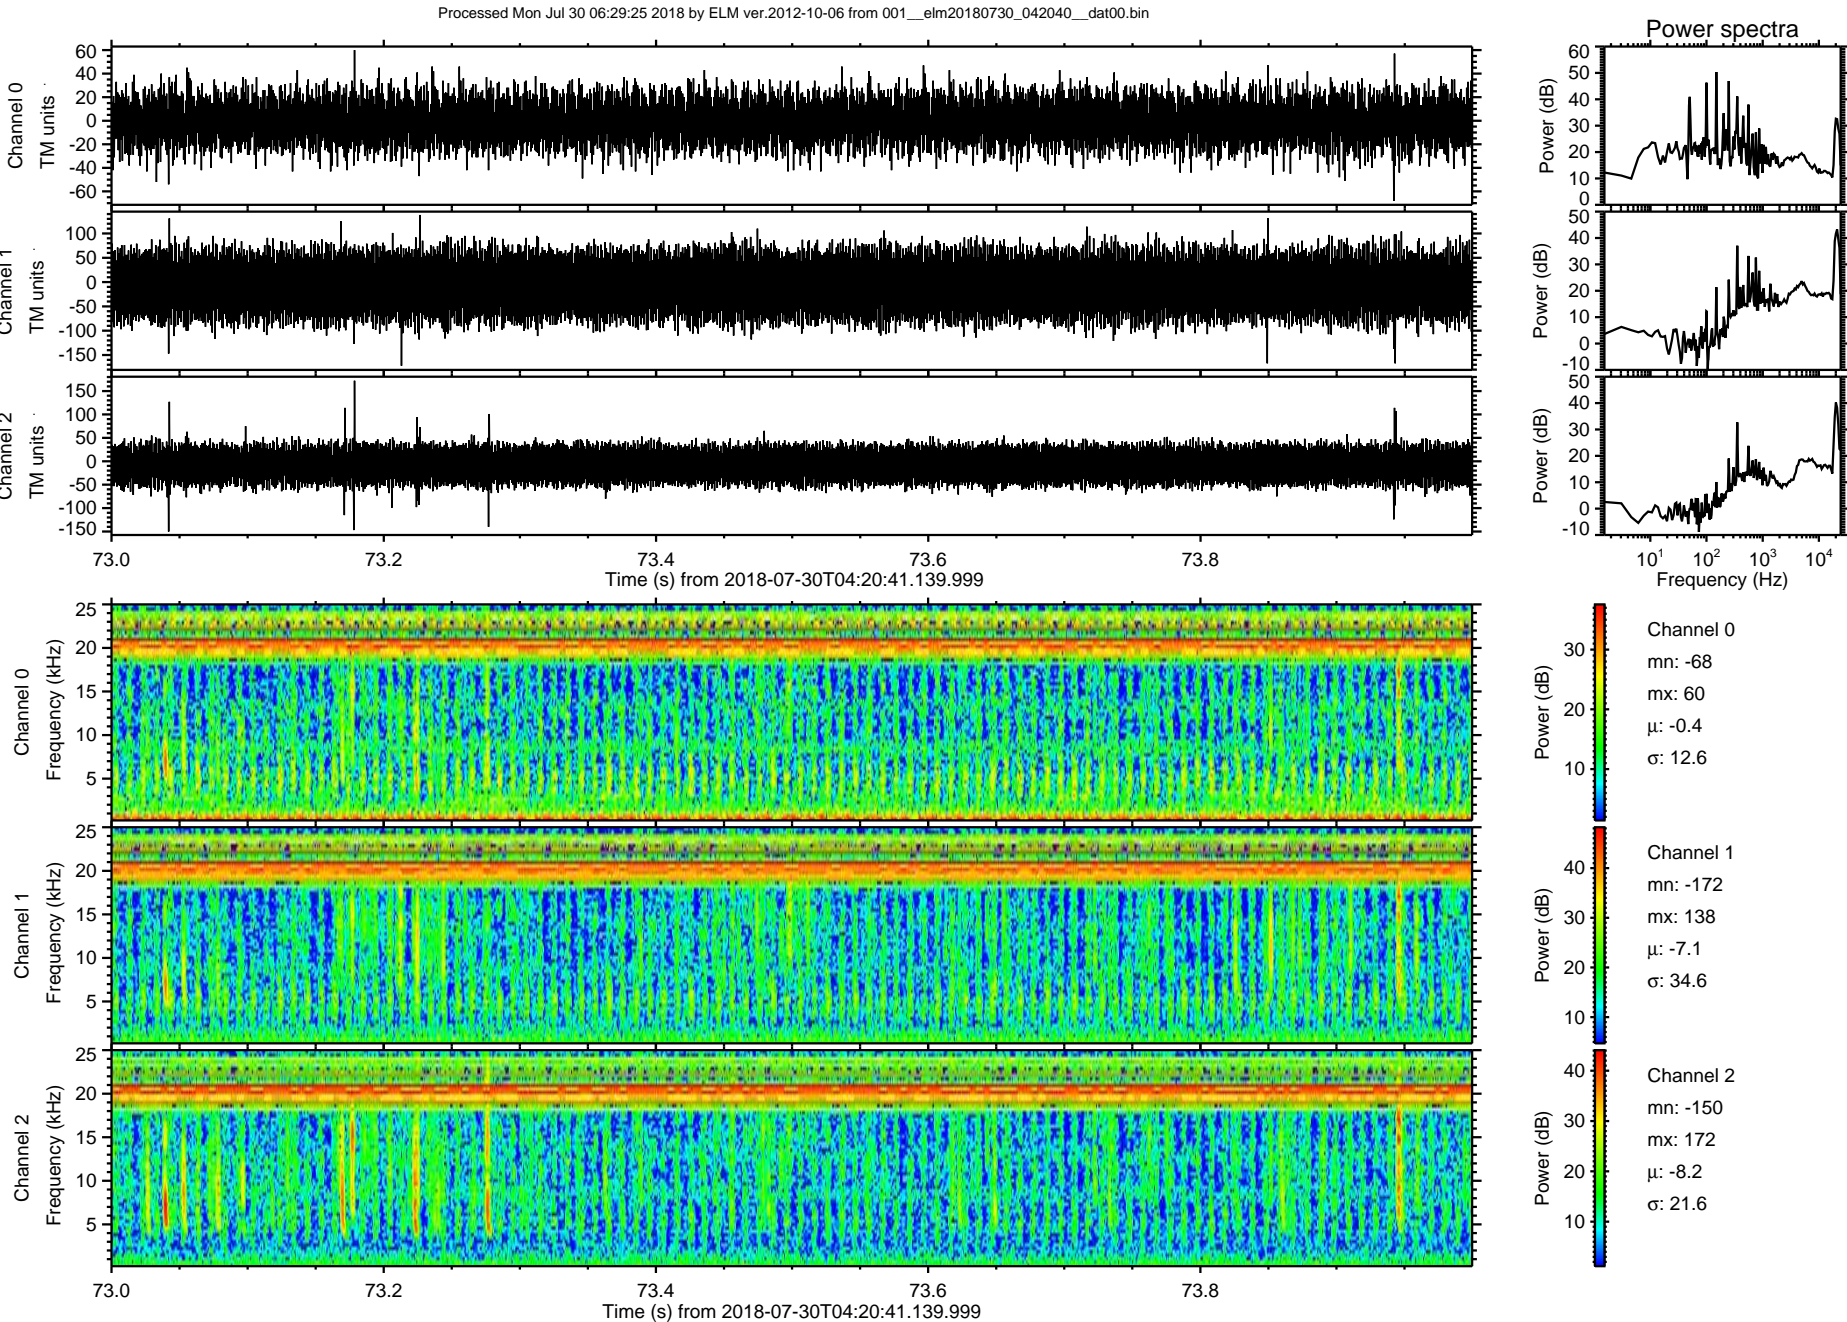 Processed Mon Jul 30 06:29:25 2018 by ELM ver.2012-10-06 from 001__elm20180730_042040__dat00.bin
Power spectra
Channel 0
TM units
60
40
20
0
-20
-40
-60
Power (dB)
60
50
40
30
20
10
0
Channel 1
TM units
100
50
0
-50
-100
-150
Power (dB)
50
40
30
20
10
0
-10
Channel 2
TM units
150
100
50
0
-50
-100
-150
Power (dB)
50
40
30
20
10
0
-10
73.0 73.2 73.4 73.6 73.8
Time (s) from 2018-07-30T04:20:41.139.999
10¹ 10² 10³ 10⁴
Frequency (Hz)
Channel 0
Frequency (kHz)
25
20
15
10
5
Power (dB)
30
20
10
Channel 0
mn: -68
mx: 60
μ: -0.4
σ: 12.6
Channel 1
Frequency (kHz)
25
20
15
10
5
Power (dB)
40
30
20
10
Channel 1
mn: -172
mx: 138
μ: -7.1
σ: 34.6
Channel 2
Frequency (kHz)
25
20
15
10
5
Power (dB)
40
30
20
10
Channel 2
mn: -150
mx: 172
μ: -8.2
σ: 21.6
73.0 73.2 73.4 73.6 73.8
Time (s) from 2018-07-30T04:20:41.139.999